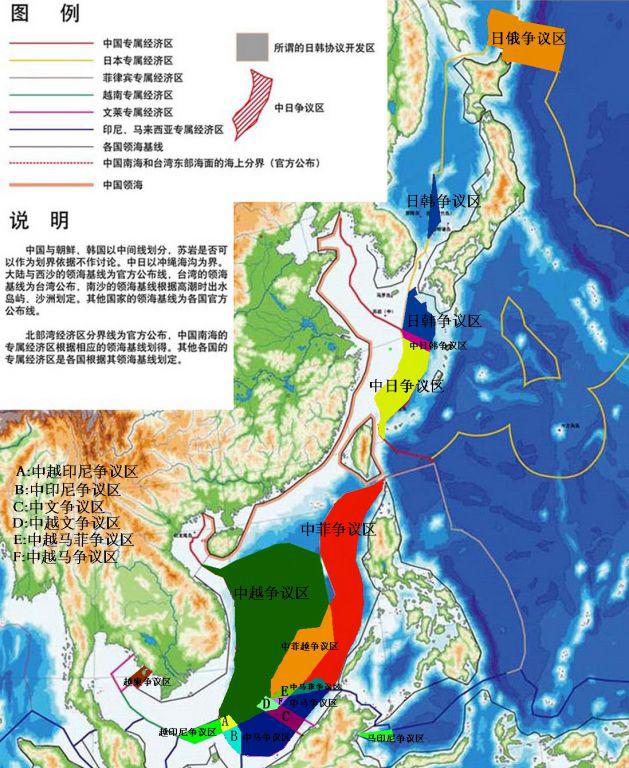 图 例
中国专属经济区
日本专属经济区
菲律宾专属经济区
越南专属经济区
文莱专属经济区
印尼、马来西亚专属经济区
各国领海基线
中国南海和台湾东部海面的海上分界（官方公布）
中国领海
所谓的日韩协议开发区
中日争议区
说 明
中国与朝鲜、韩国以中间线划分，苏岩是否可
以作为划界依据不作讨论。中日以冲绳海沟为界。
大陆与西沙的领海基线为官方公布线，台湾的领海
基线为台湾公布，南沙的领海基线根据高潮时出水
岛屿、沙洲划定。其他国家的领海基线为各国官方
公布线。
北部湾经济区分界线为官方公布，中国南海的
专属经济区根据相应的领海基线划得。其他各国的
专属经济区是各国根据其领海基线划定。
日俄争议区
日韩争议区
日韩争议区
中日韩争议区
中日争议区
A:中越印尼争议区
B:中印尼争议区
C:中文争议区
D:中越文争议区
E:中越马菲争议区
F:中越马争议区
中菲争议区
中越争议区
中菲越争议区
越柬争议区
E
中马菲争议区
D
F
中马争议区
C
A
B
越印尼争议区
中马争议区
马印尼争议区